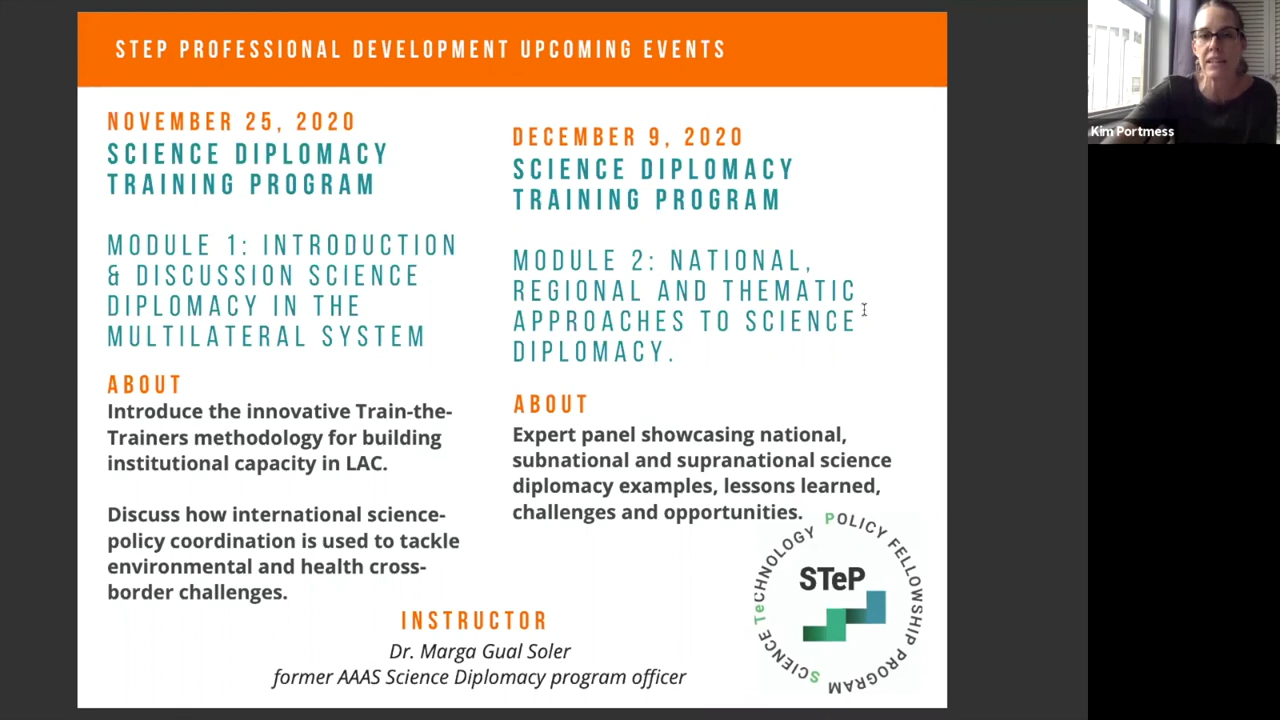 STEP PROFESSIONAL DEVELOPMENT UPCOMING EVENTS
NOVEMBER 25, 2020
SCIENCE DIPLOMACY
TRAINING PROGRAM
MODULE 1: INTRODUCTION
& DISCUSSION SCIENCE
DIPLOMACY IN THE
MULTILATERAL SYSTEM
ABOUT
Introduce the innovative Train-the-
Trainers methodology for building
institutional capacity in LAC.
Discuss how international science-
policy coordination is used to tackle
environmental and health cross-
border challenges.
DECEMBER 9, 2020
SCIENCE DIPLOMACY
TRAINING PROGRAM
MODULE 2: NATIONAL,
REGIONAL AND THEMATIC
APPROACHES TO SCIENCE
DIPLOMACY.
ABOUT
Expert panel showcasing national,
subnational and supranational science
diplomacy examples, lessons learned,
challenges and opportunities.
INSTRUCTOR
Dr. Marga Gual Soler
former AAAS Science Diplomacy program officer
SCIENCE TeCHNOLOGY POLICY FELLOWSHIP PROGRAM
STeP
Kim Portmess